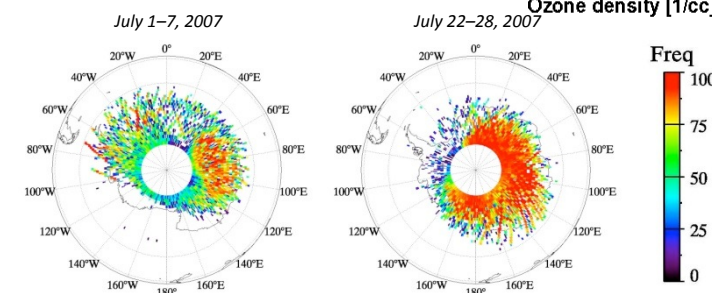 Ozone density [1/cc]
July 1–7, 2007
July 22–28, 2007
0°
20°W
20°E
40°W
40°E
60°W
60°E
80°W
80°E
100°W
100°E
120°W
120°E
140°W
140°E
160°W
160°E
180°
0°
20°W
20°E
40°W
40°E
60°W
60°E
80°W
80°E
100°W
100°E
120°W
120°E
140°W
140°E
160°W
160°E
180°
Freq
100
75
50
25
0